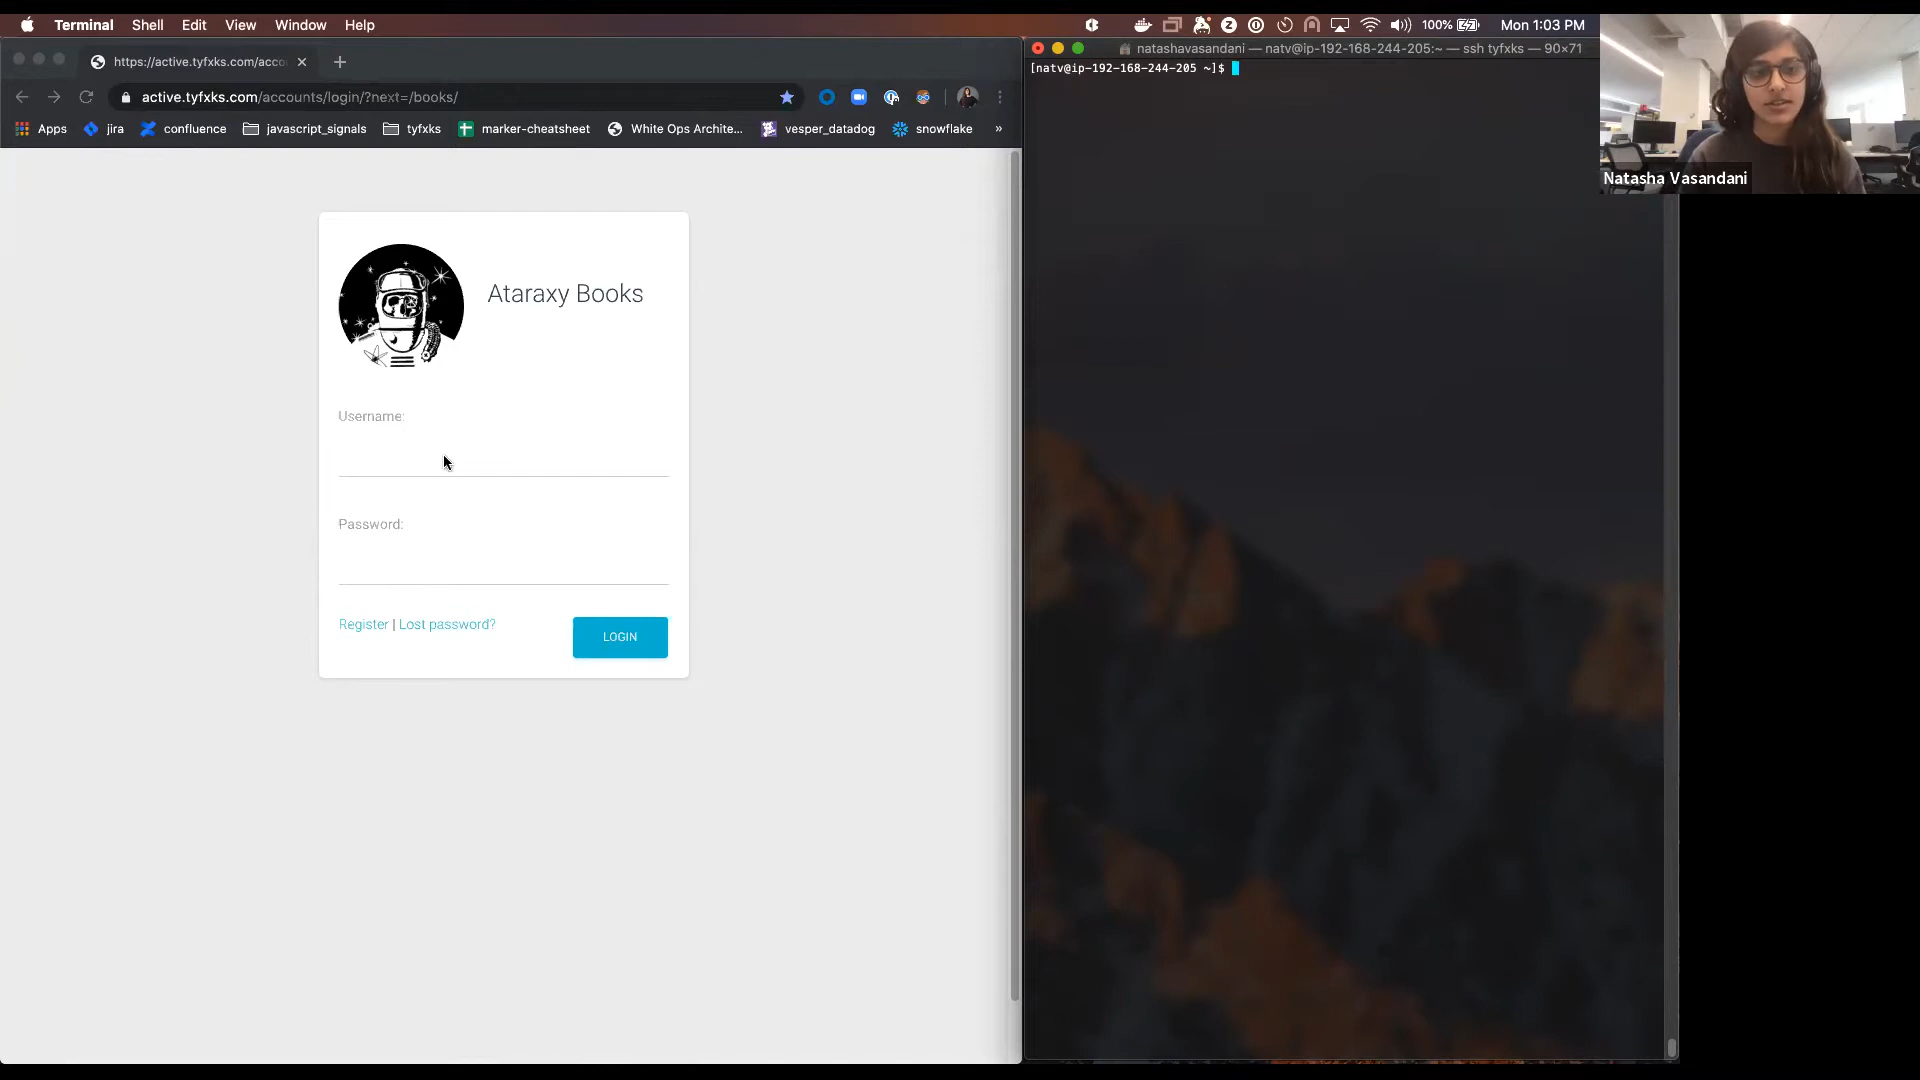 Terminal Shell Edit View Window Help
100% Mon 1:03 PM
https://active.tyfxks.com/acco
natashavasandani — natv@ip-192-168-244-205:~ — ssh tyfxks — 90×71
[natv@ip-192-168-244-205 ~]$
active.tyfxks.com/accounts/login/?next=/books/
Apps jira confluence javascript_signals tyfxks marker-cheatsheet White Ops Archite... vesper_datadog snowflake »
Natasha Vasandani
Ataraxy Books
Username:
Password:
Register | Lost password?
LOGIN